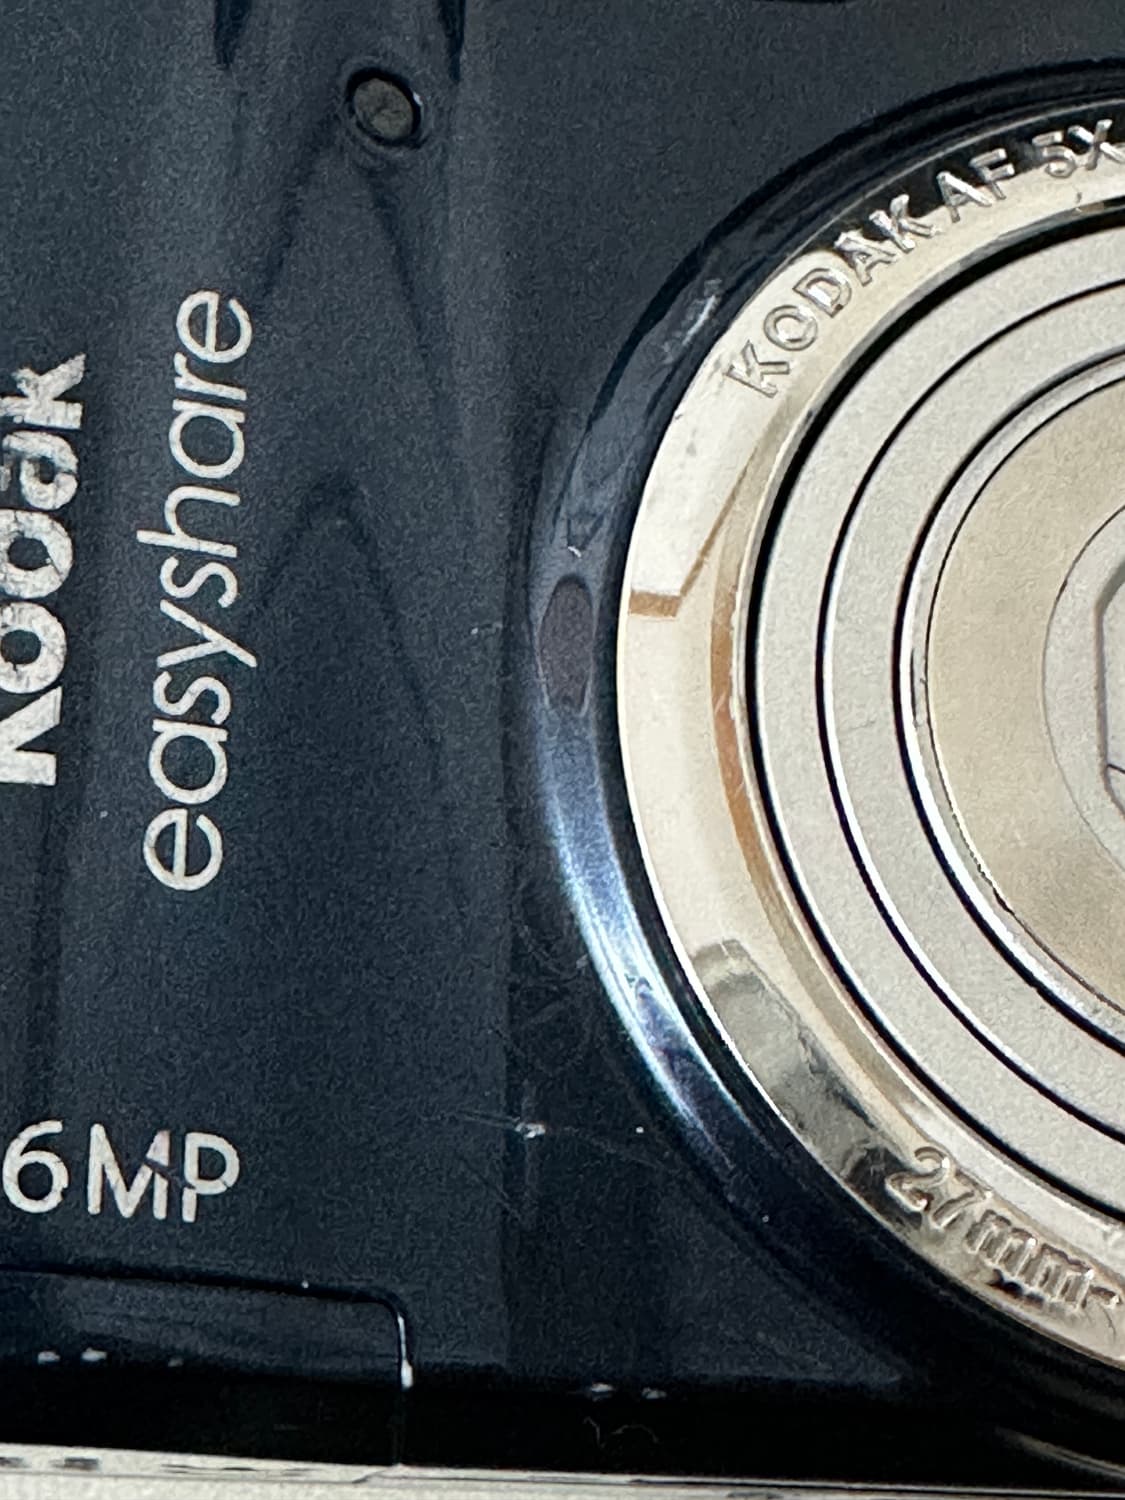 Kodak
easyshare
6MP
KODAK AF 5X
27mm